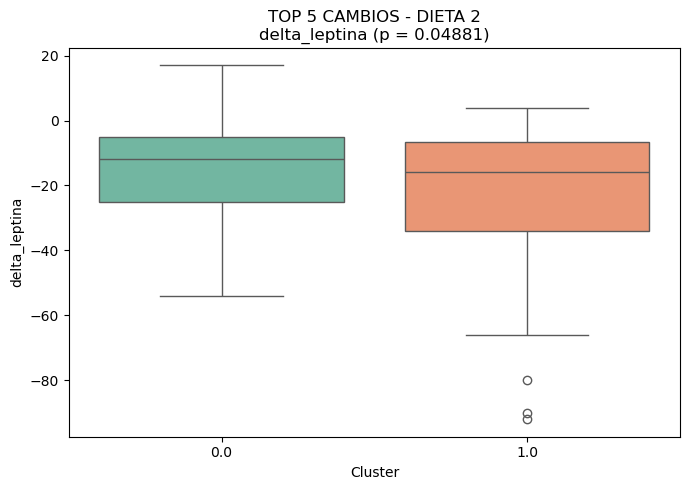 TOP 5 CAMBIOS - DIETA 2
delta_leptina (p = 0.04881)
20
0
−20
−40
−60
−80
delta_leptina
0.0
1.0
Cluster